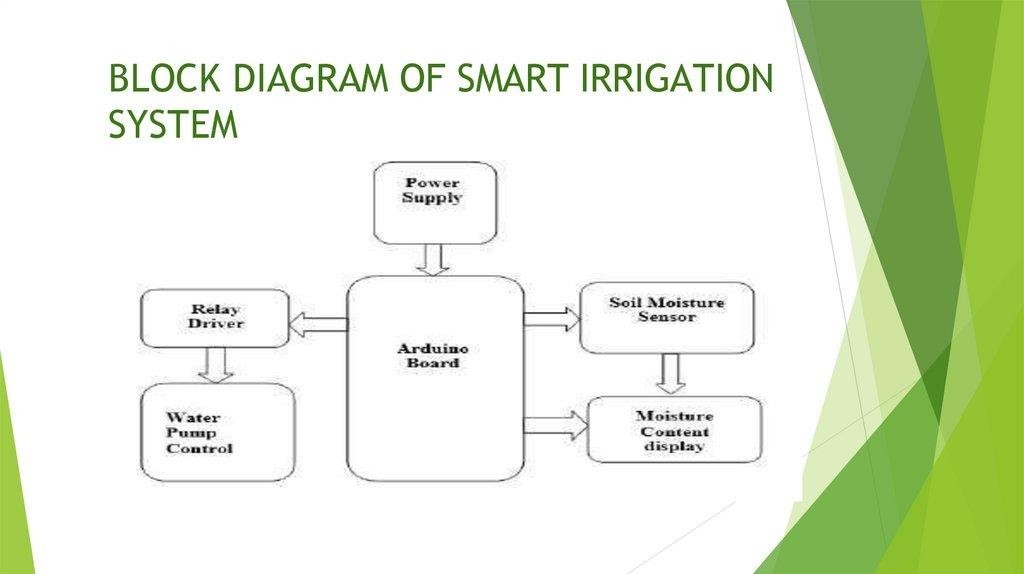 BLOCK DIAGRAM OF SMART IRRIGATION
SYSTEM
Power
Supply
Relay
Driver
Arduino
Board
Soil Moisture
Sensor
Water
Pump
Control
Moisture
Content
display